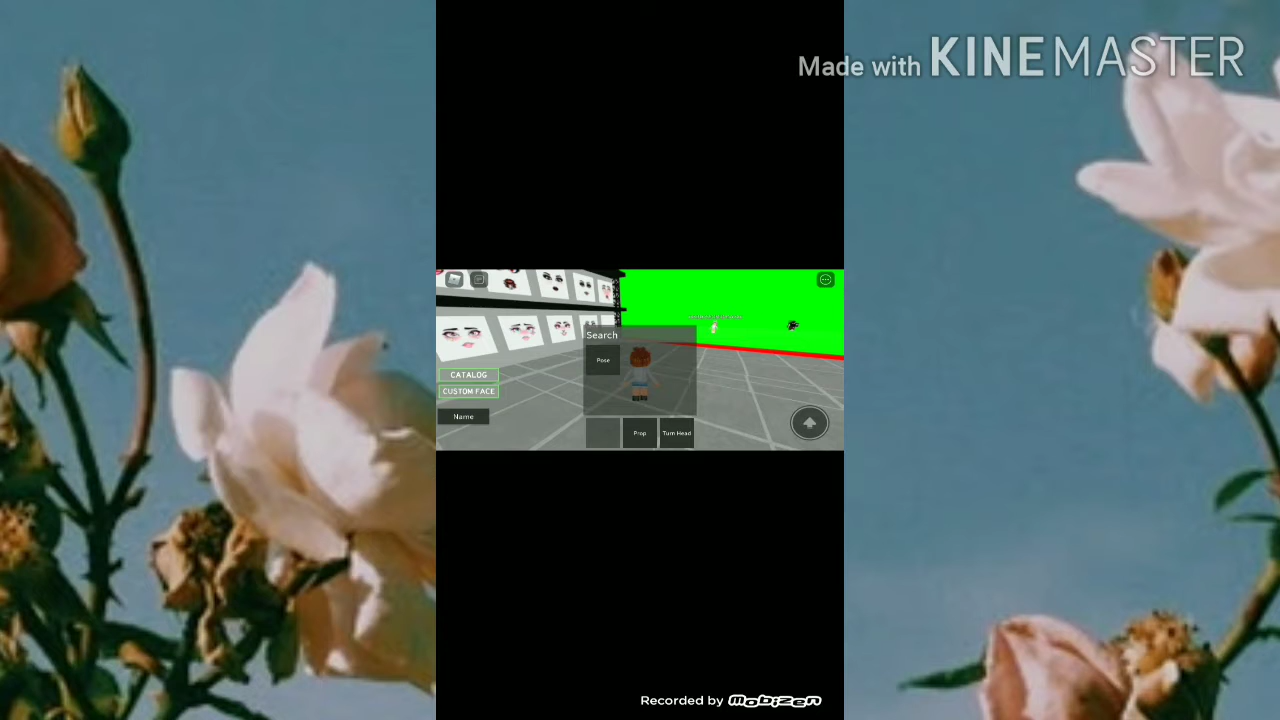 Made with KINEMASTER
Search
Pose
CATALOG
CUSTOM FACE
Name
Prop
Turn Head
Recorded by Mobizen